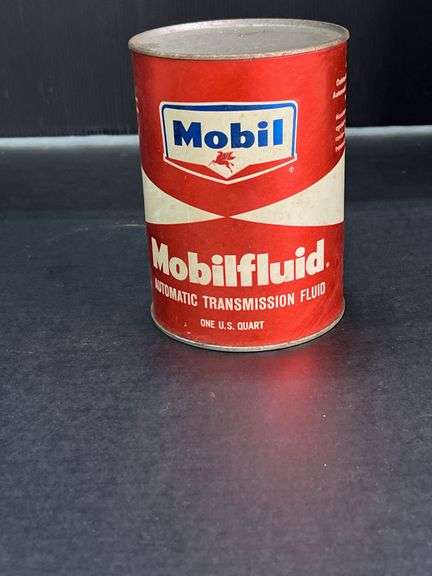 Mobil
®
Mobilfluid®
AUTOMATIC TRANSMISSION FLUID
ONE U.S. QUART